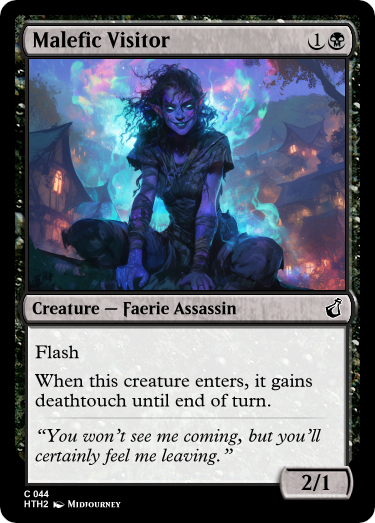 Malefic Visitor 1
Creature — Faerie Assassin
Flash
When this creature enters, it gains
deathtouch until end of turn.
“You won’t see me coming, but you’ll
certainly feel me leaving.”
2/1
C 044
HTH2 Midjourney